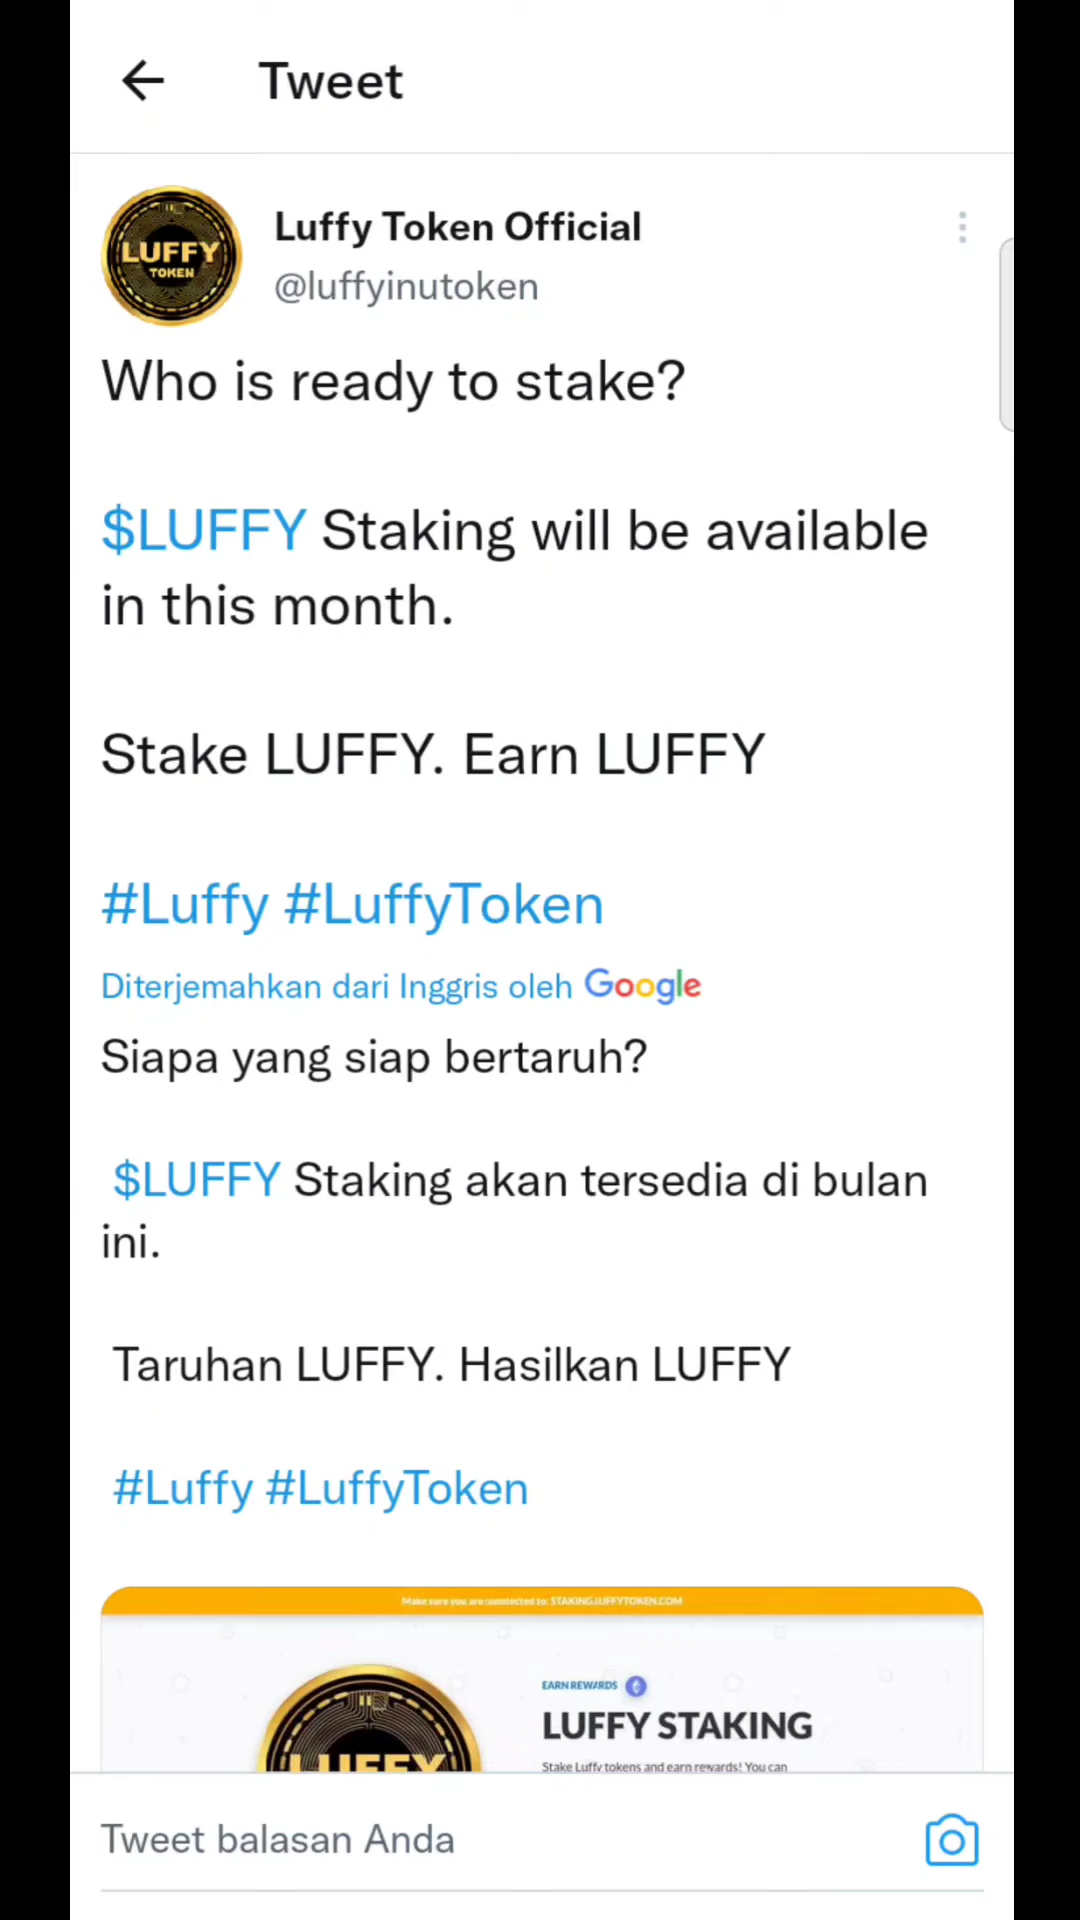 Tweet
LUFFY
TOKEN
Luffy Token Official
@luffyinutoken
Who is ready to stake?
$LUFFY Staking will be available
in this month.
Stake LUFFY. Earn LUFFY
#Luffy #LuffyToken
Diterjemahkan dari Inggris oleh Google
Siapa yang siap bertaruh?
$LUFFY Staking akan tersedia di bulan
ini.
Taruhan LUFFY. Hasilkan LUFFY
#Luffy #LuffyToken
Make sure you are connected to: STAKING.LUFFYTOKEN.COM
EARN REWARDS
LUFFY STAKING
LUFFY
Stake Luffy tokens and earn rewards! You can
Tweet balasan Anda